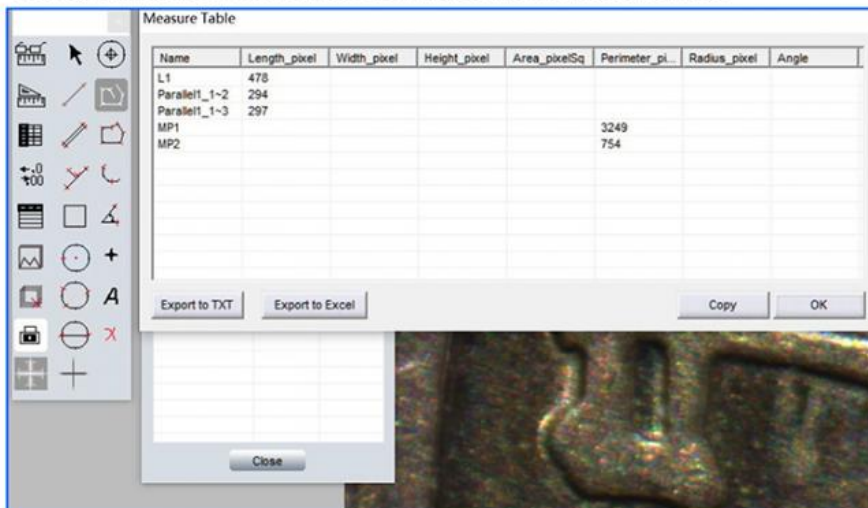 Measure Table
Name Length_pixel Width_pixel Height_pixel Area_pixelSq Perimeter_pi... Radius_pixel Angle
L1 478
Parallel1_1~2 294
Parallel1_1~3 297
MP1 3249
MP2 754
Export to TXT Export to Excel Copy OK
Close